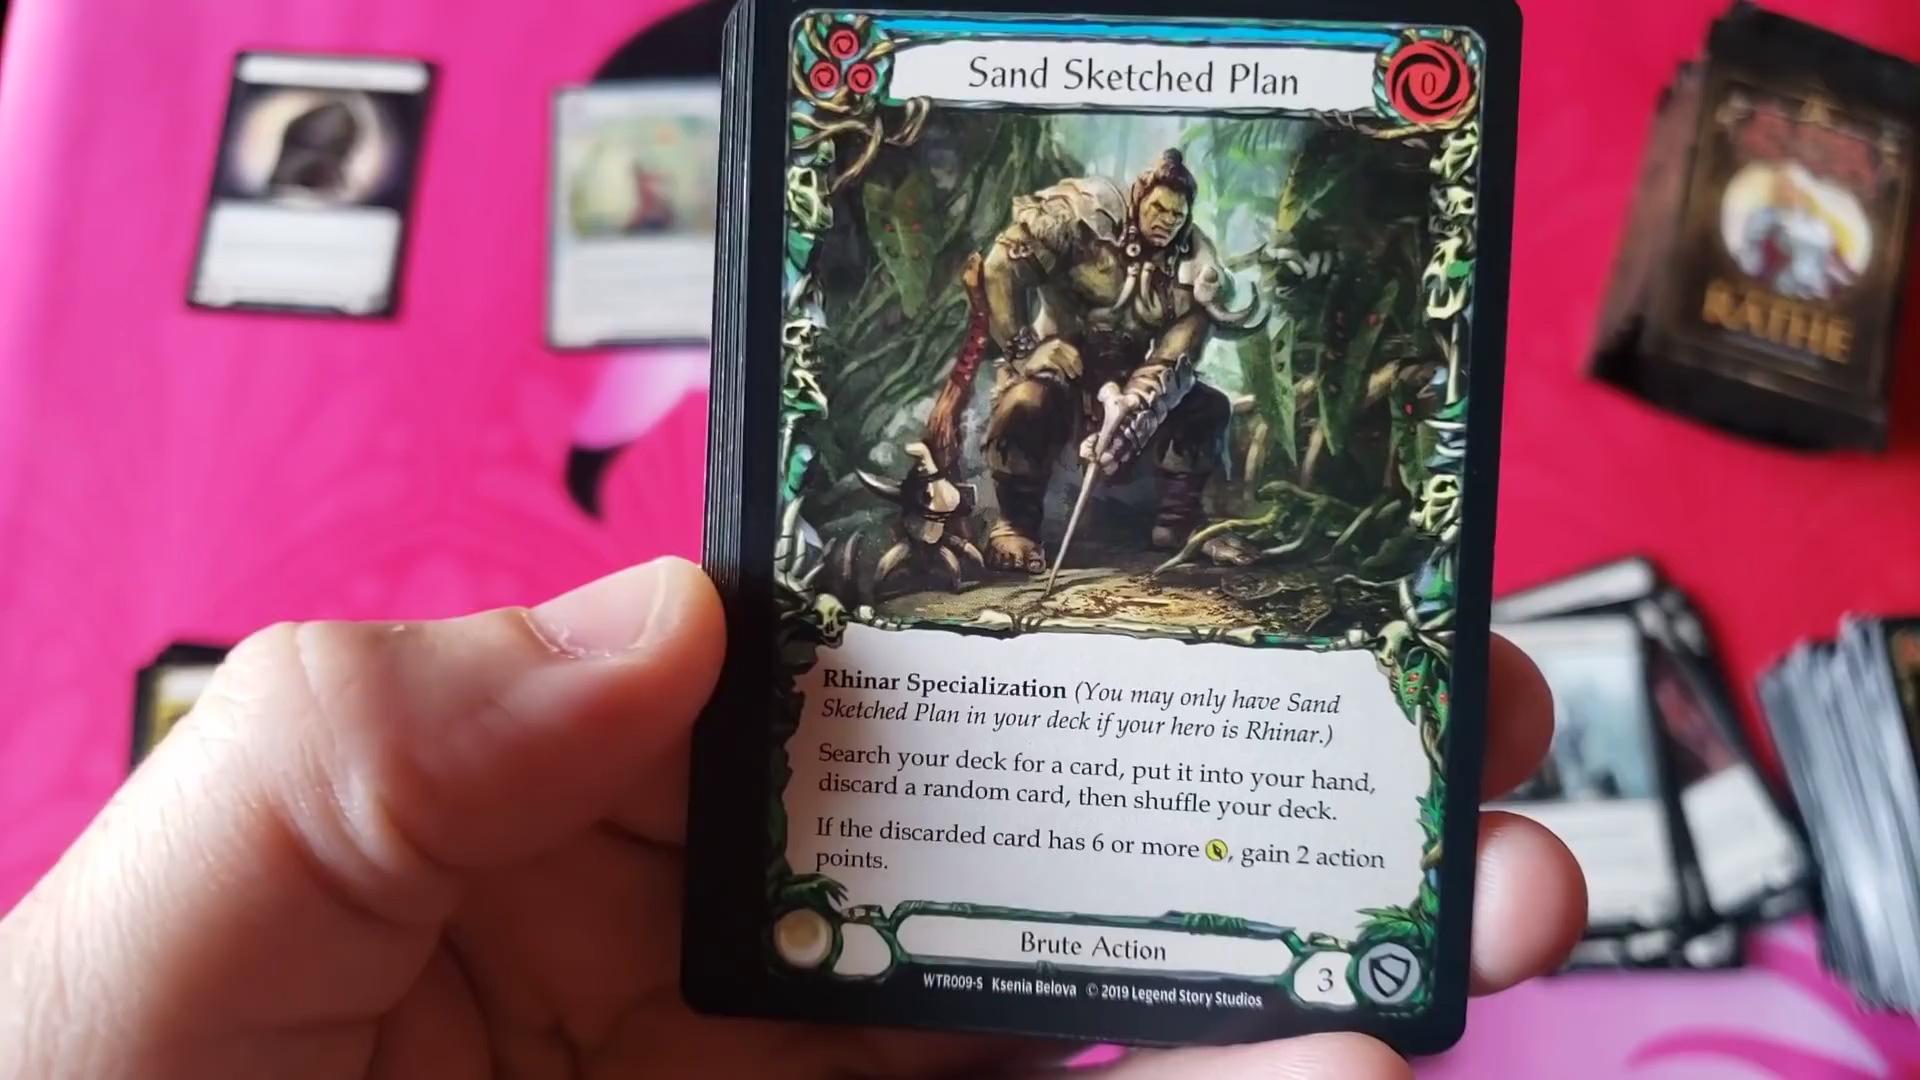 Sand Sketched Plan
0
Rhinar Specialization (You may only have Sand
Sketched Plan in your deck if your hero is Rhinar.)
Search your deck for a card, put it into your hand,
discard a random card, then shuffle your deck.
If the discarded card has 6 or more , gain 2 action
points.
Brute Action
3
WTR009-S Ksenia Belova © 2019 Legend Story Studios
RATHE